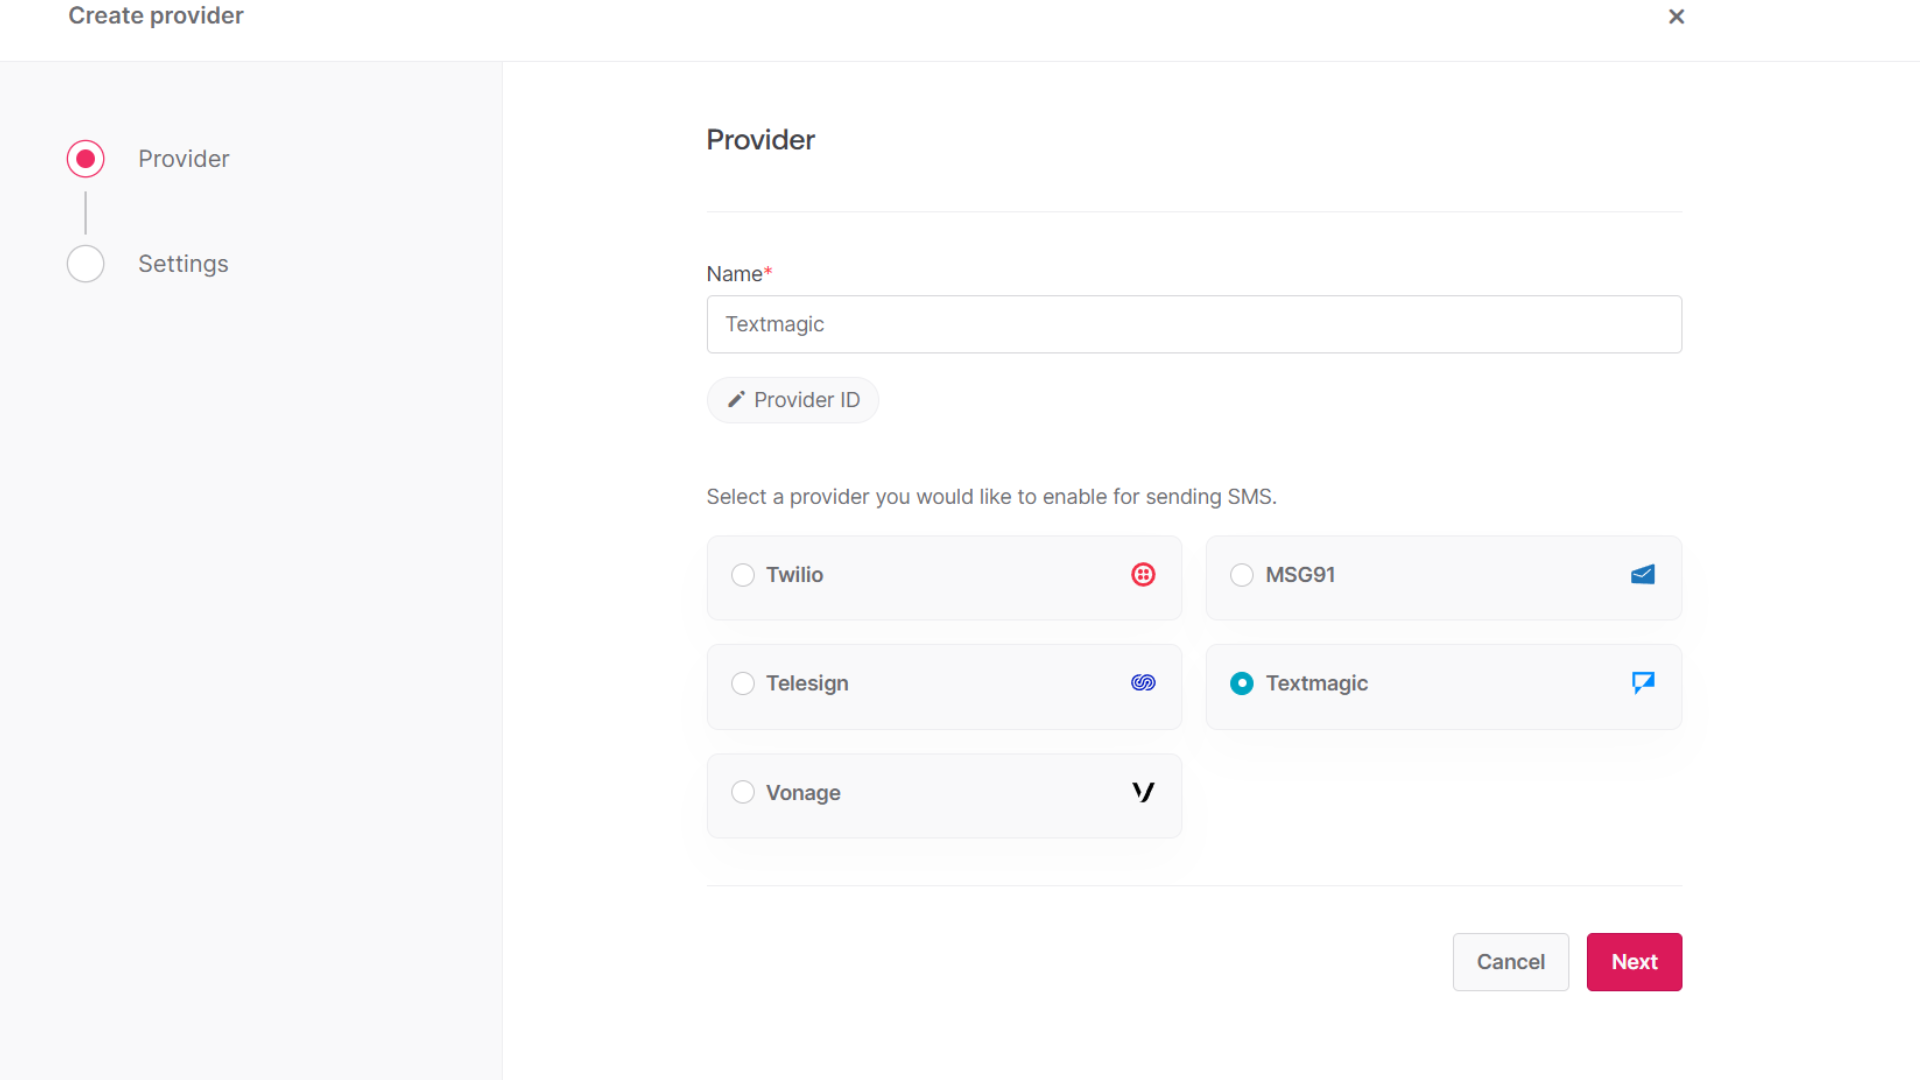 Create provider
Provider
Settings
Provider
Name*
Textmagic
Provider ID
Select a provider you would like to enable for sending SMS.
Twilio
MSG91
Telesign
Textmagic
Vonage
Cancel
Next